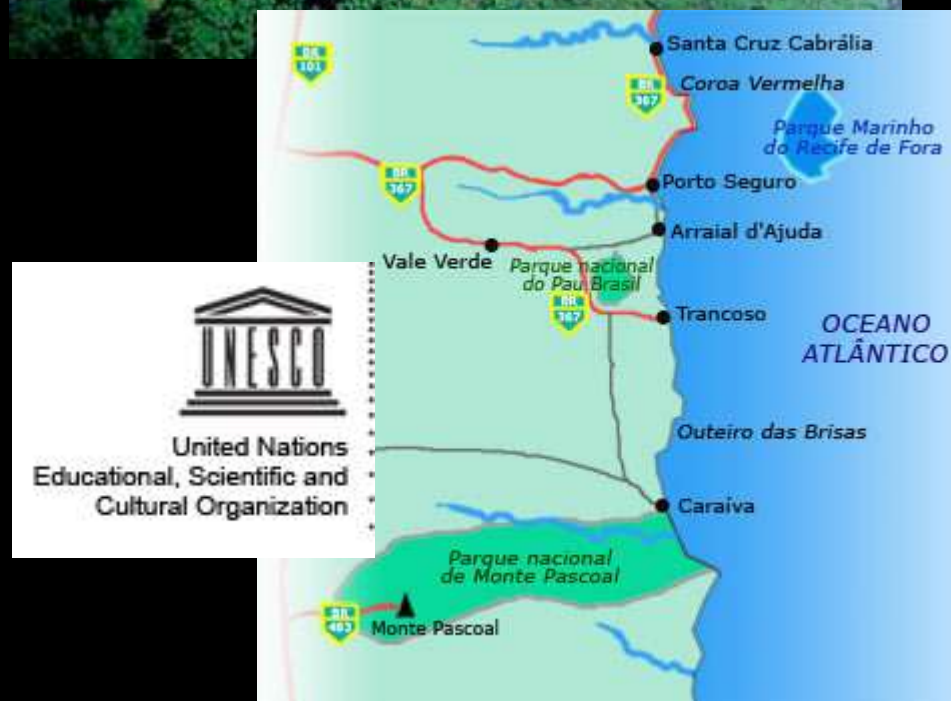 BR
101
Santa Cruz Cabrália
BR
367
Coroa Vermelha
Parque Marinho
do Recife de Fora
BR
367
Porto Seguro
Arraial d'Ajuda
Vale Verde
Parque nacional
do Pau Brasil
BR
367
Trancoso
OCEANO
ATLÂNTICO
UNESCO
United Nations
Educational, Scientific and
Cultural Organization
Outeiro das Brisas
Caraíva
Parque nacional
de Monte Pascoal
BR
483
Monte Pascoal